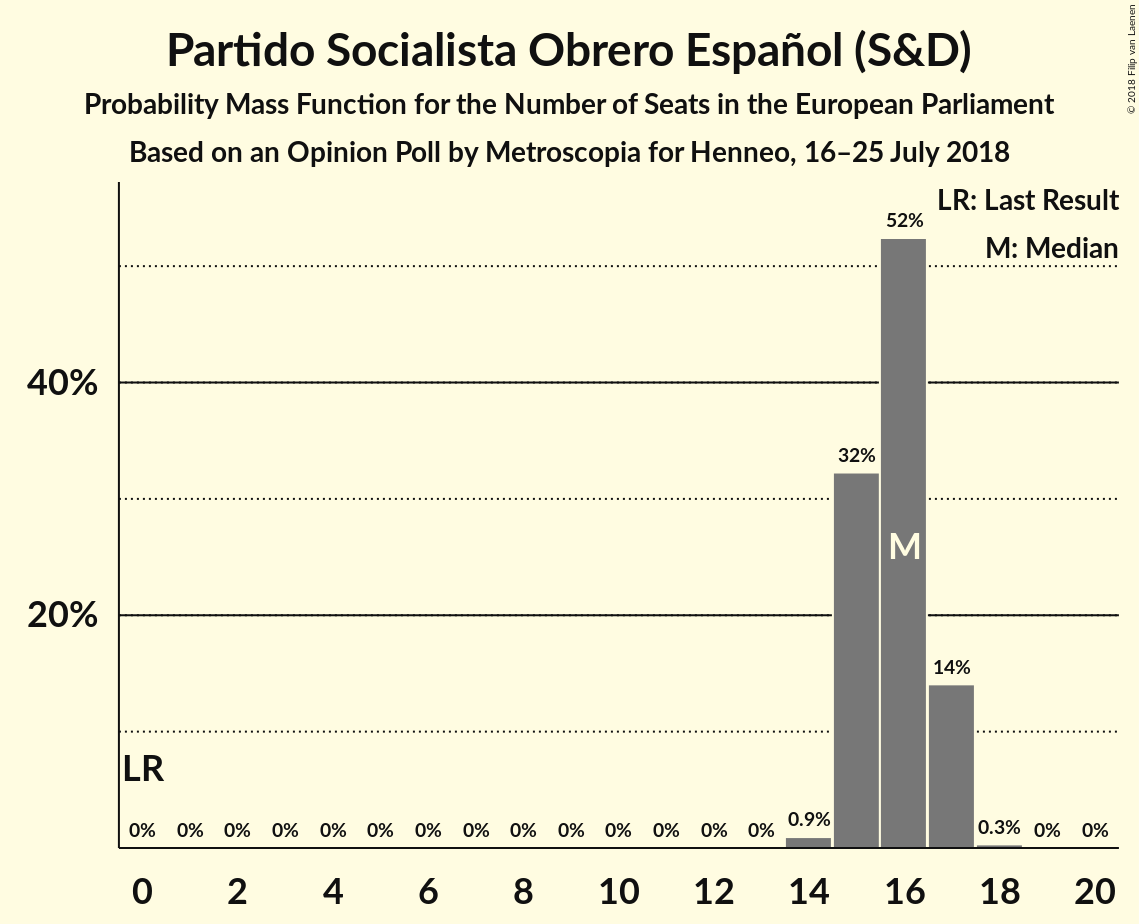 Partido Socialista Obrero Español (S&D)
Probability Mass Function for the Number of Seats in the European Parliament
Based on an Opinion Poll by Metroscopia for Henneo, 16–25 July 2018
© 2018 Filip van Laenen
LR: Last Result
M: Median
52%
40%
32%
M
20%
14%
LR
0% 0% 0% 0% 0% 0% 0% 0% 0% 0% 0% 0% 0% 0% 0.9% 0.3% 0% 0%
0 2 4 6 8 10 12 14 16 18 20